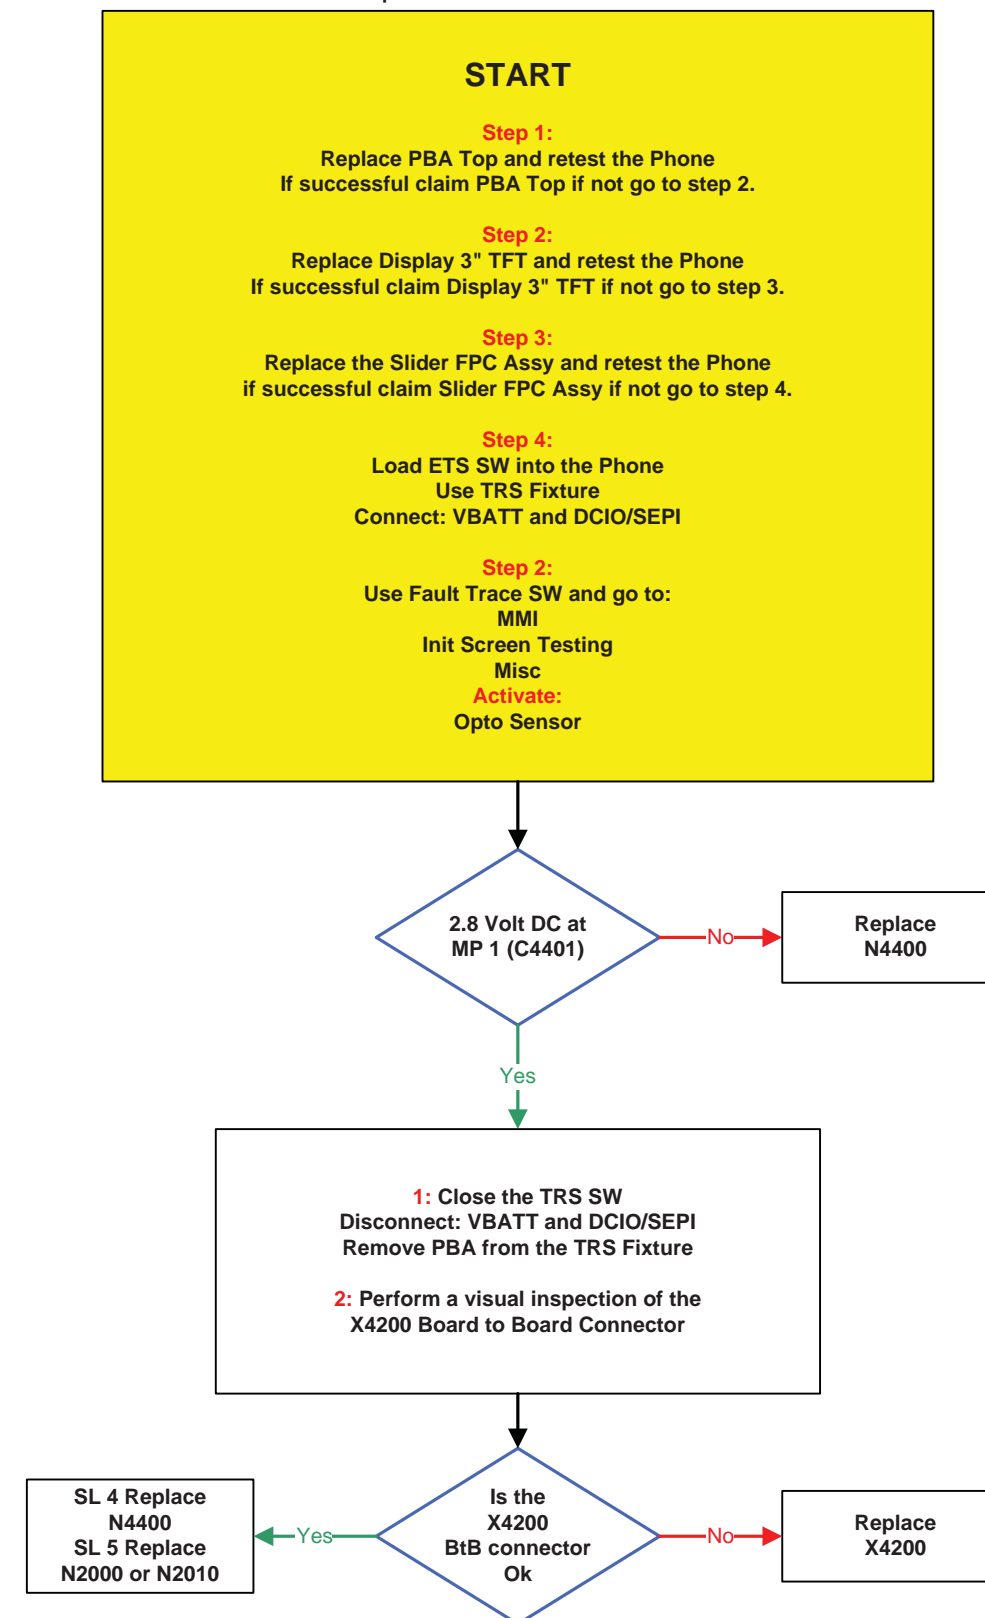 START
Step 1:
Replace PBA Top and retest the Phone
If successful claim PBA Top if not go to step 2.
Step 2:
Replace Display 3" TFT and retest the Phone
If successful claim Display 3" TFT if not go to step 3.
Step 3:
Replace the Slider FPC Assy and retest the Phone
if successful claim Slider FPC Assy if not go to step 4.
Step 4:
Load ETS SW into the Phone
Use TRS Fixture
Connect: VBATT and DCIO/SEPI
Step 2:
Use Fault Trace SW and go to:
MMI
Init Screen Testing
Misc
Activate:
Opto Sensor
2.8 Volt DC at
MP 1 (C4401)
No
Replace
N4400
Yes
1: Close the TRS SW
Disconnect: VBATT and DCIO/SEPI
Remove PBA from the TRS Fixture
2: Perform a visual inspection of the
X4200 Board to Board Connector
SL 4 Replace
N4400
SL 5 Replace
N2000 or N2010
Yes
Is the
X4200
BtB connector
Ok
No
Replace
X4200